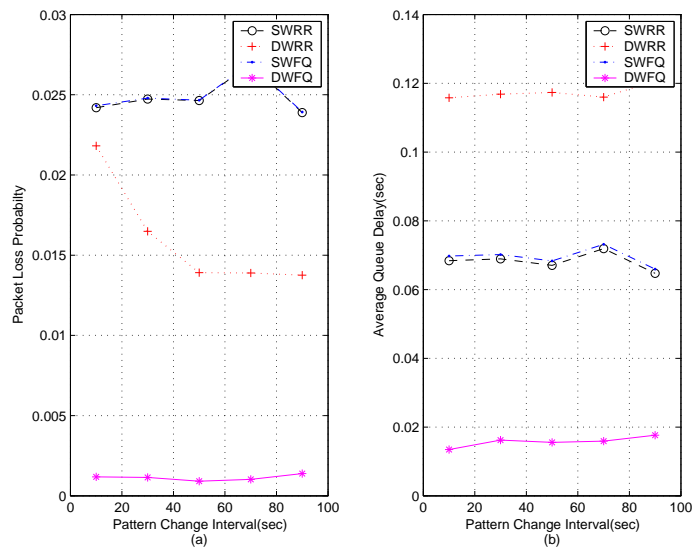 0.03
0.025
0.02
0.015
0.01
0.005
0
Packet Loss Probabilty
0
20
40
60
80
100
Pattern Change Interval(sec)
(a)
SWRR
DWRR
SWFQ
DWFQ
0.14
0.12
0.1
0.08
0.06
0.04
0.02
0
Average Queue Delay(sec)
0
20
40
60
80
100
Pattern Change Interval(sec)
(b)
SWRR
DWRR
SWFQ
DWFQ